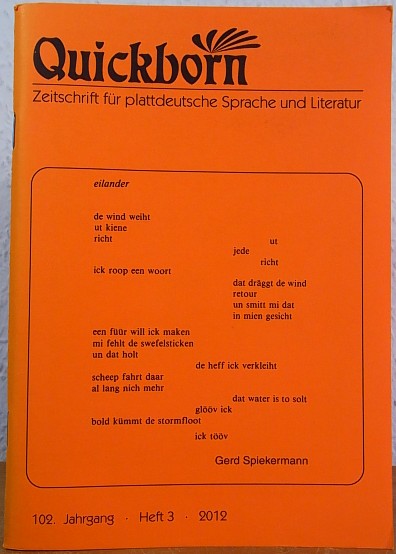 Quickborn
Zeitschrift für plattdeutsche Sprache und Literatur
eilander
de wind weiht
ut kiene
richt
ut
jede
richt
ick roop een woort
dat dräggt de wind
retour
un smitt mi dat
in mien gesicht
een füür will ick maken
mi fehlt de swefelsticken
un dat holt
de heff ick verkleiht
scheep fahrt daar
al lang nich mehr
dat water is to solt
glööv ick
bold kümmt de stormfloot
ick tööv
Gerd Spiekermann
102. Jahrgang · Heft 3 · 2012